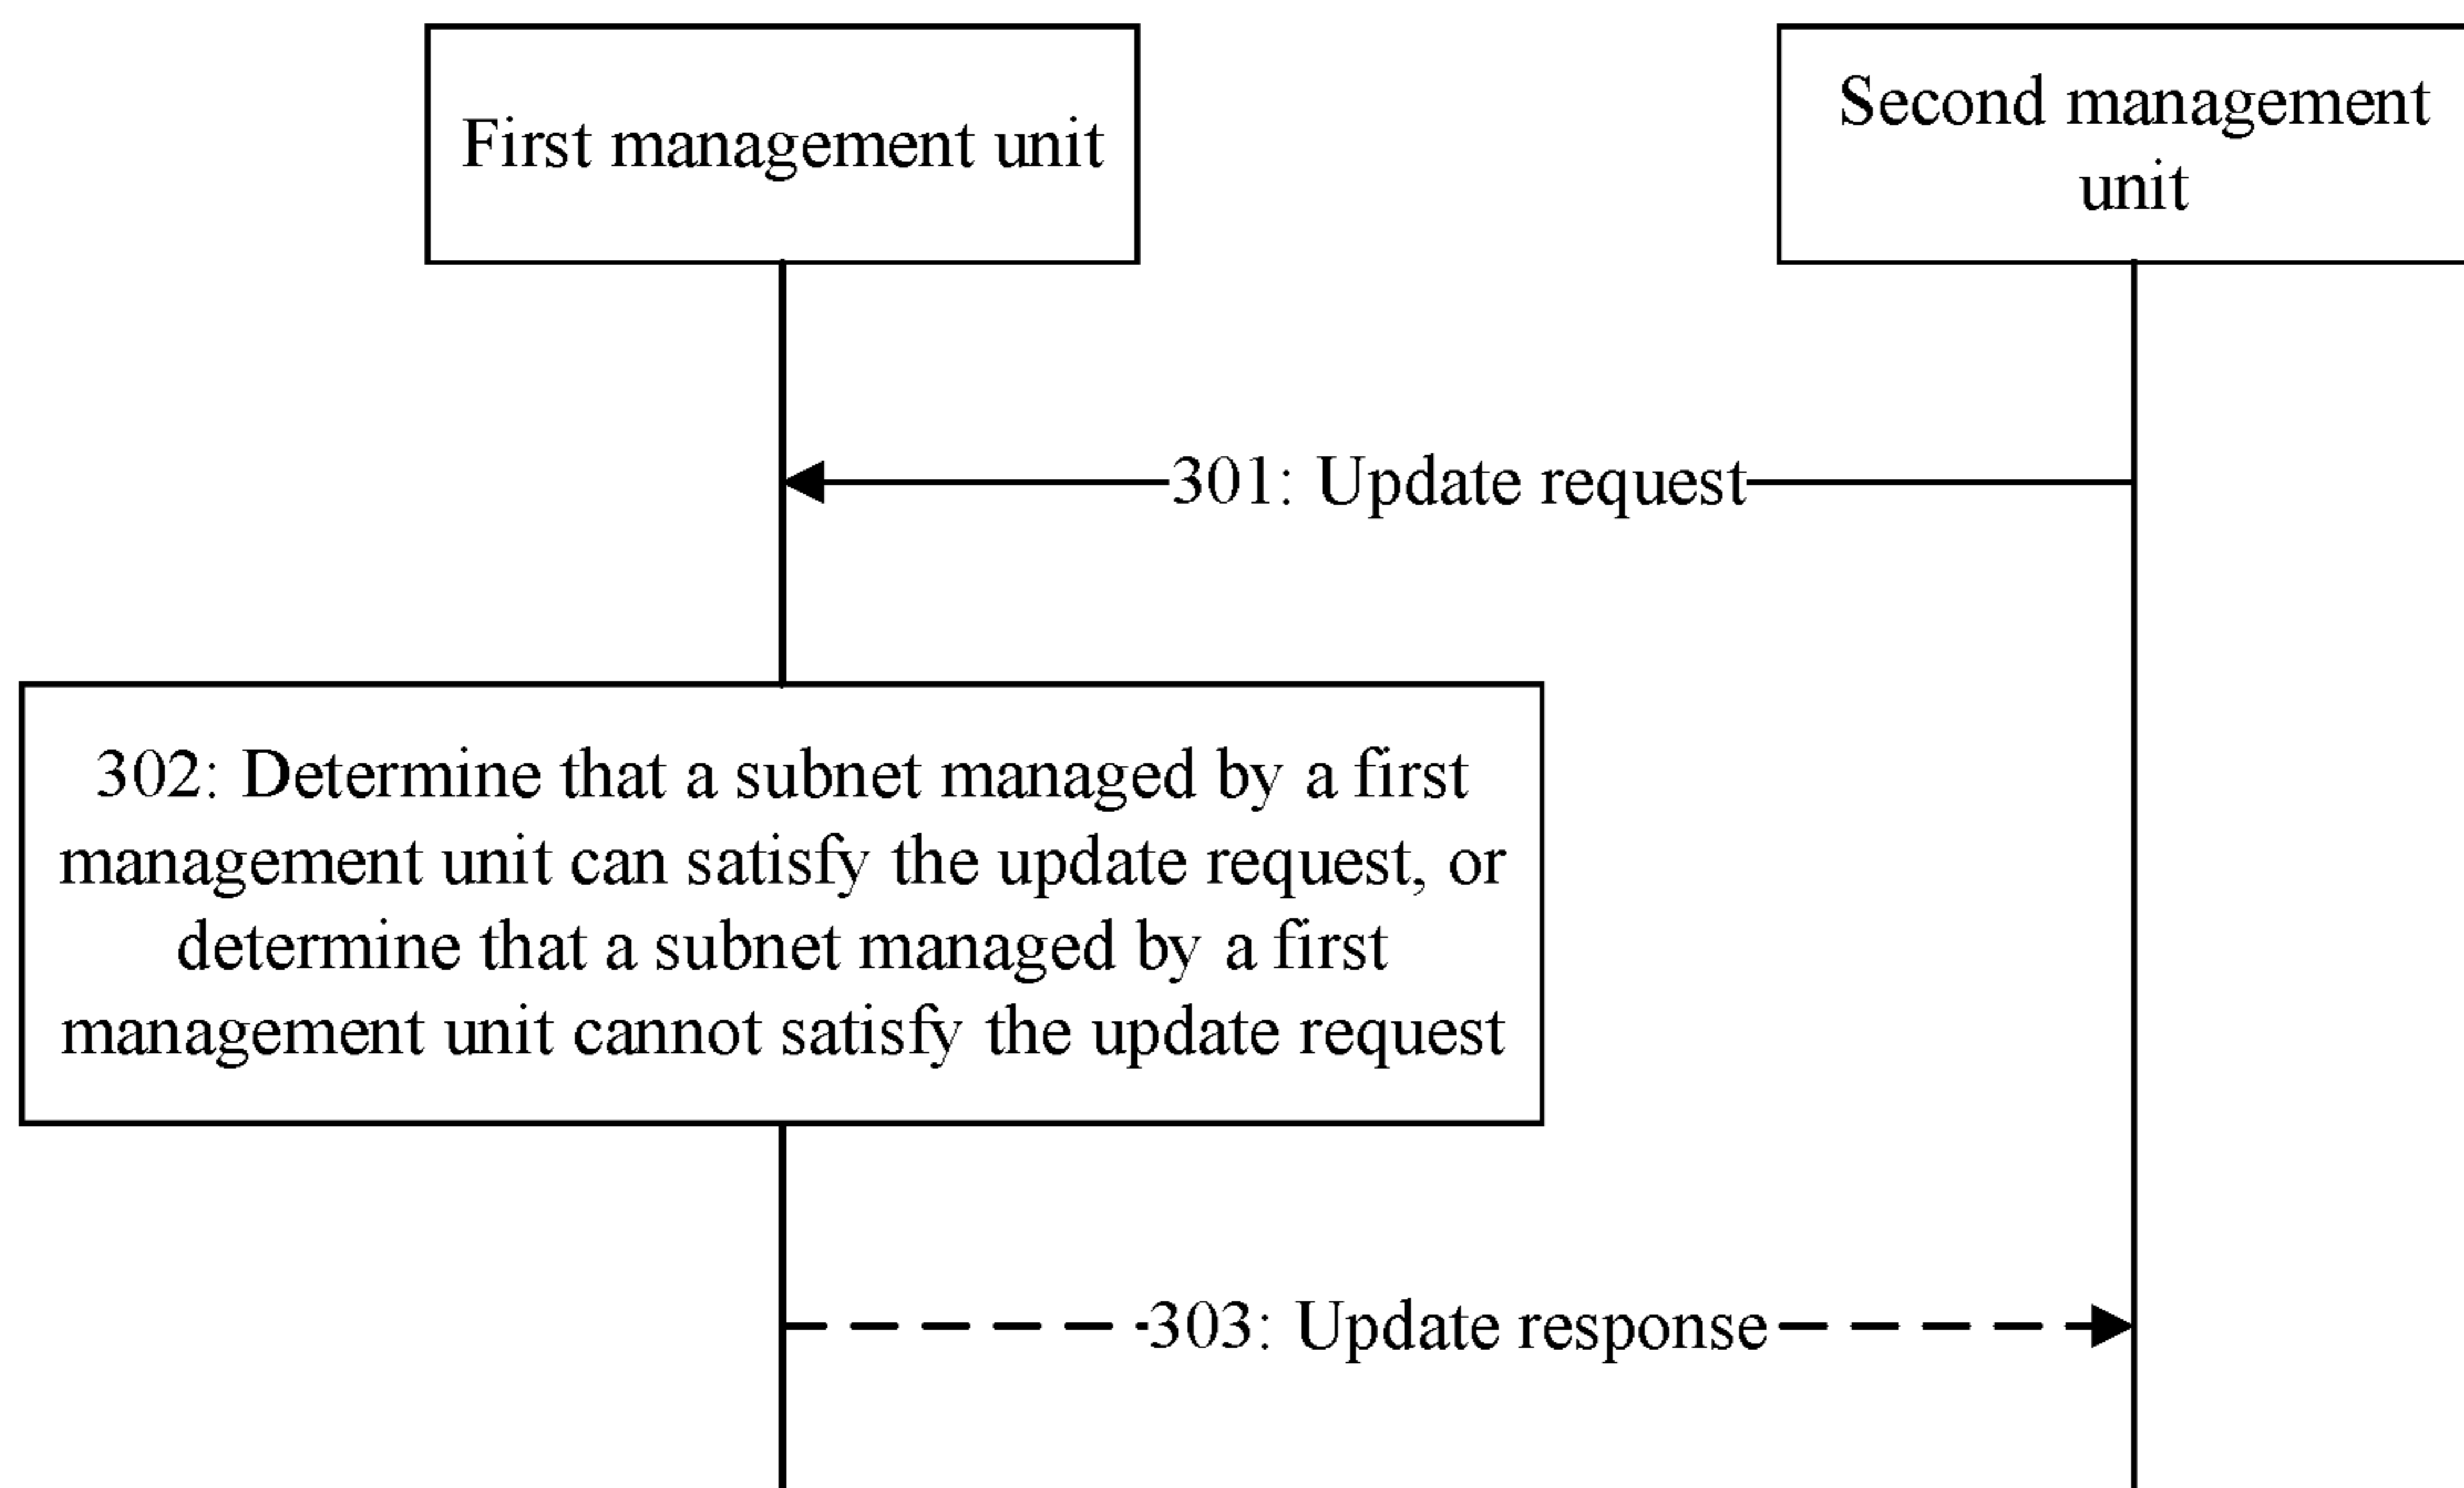 First management unit
Second management
unit
301: Update request
302: Determine that a subnet managed by a first
management unit can satisfy the update request, or
determine that a subnet managed by a first
management unit cannot satisfy the update request
303: Update response